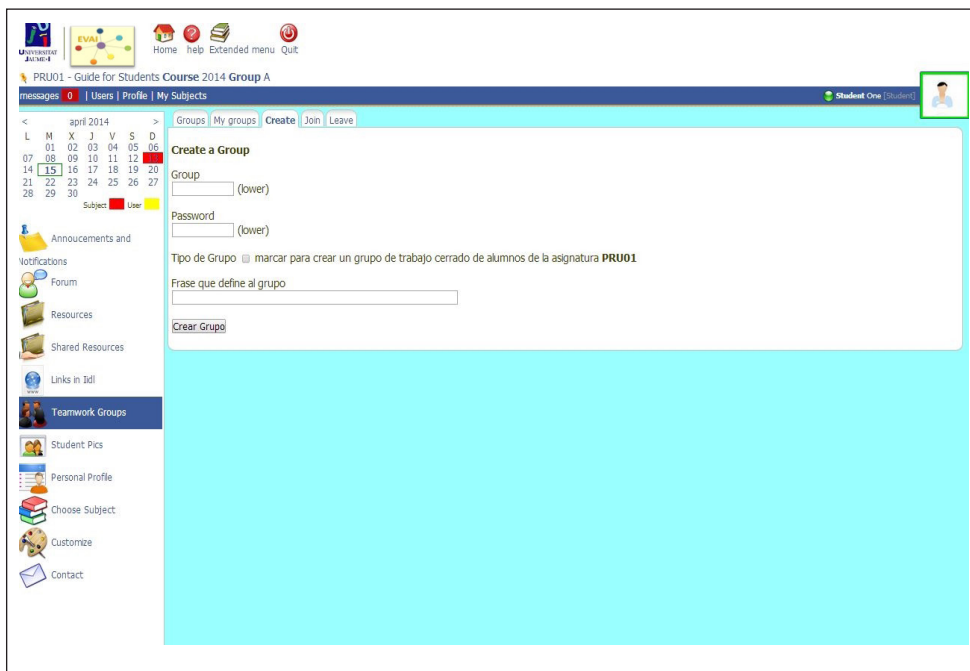 UNIVERSITAT
JAUME·I
EVAI
Home help Extended menu Quit
PRU01 - Guide for Students Course 2014 Group A
messages 0 | Users | Profile | My Subjects
Student One [Student]
< april 2014 >
L M X J V S D
01 02 03 04 05 06
07 08 09 10 11 12
14 15 16 17 18 19 20
21 22 23 24 25 26 27
28 29 30
Subject User
Annoucements and
Notifications
Forum
Resources
Shared Resources
Links in IidI
Teamwork Groups
Student Pics
Personal Profile
Choose Subject
Customize
Contact
Groups My groups Create Join Leave
Create a Group
Group
(lower)
Password
(lower)
Tipo de Grupo marcar para crear un grupo de trabajo cerrado de alumnos de la asignatura PRU01
Frase que define al grupo
Crear Grupo